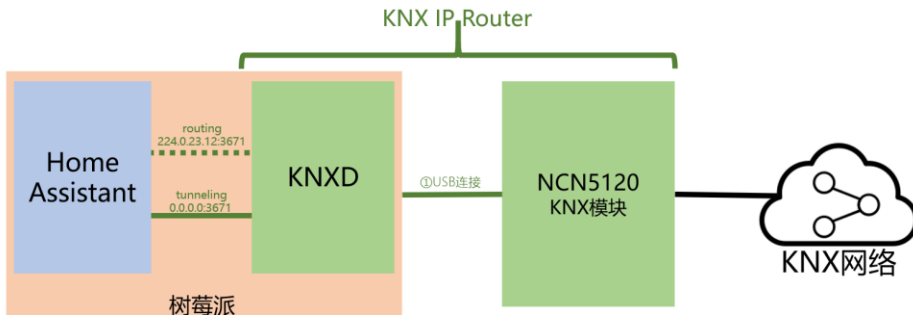 KNX IP Router
routing
224.0.23.12:3671
Home
Assistant
KNXD
tunneling
0.0.0.0:3671
①USB连接
NCN5120
KNX模块
KNX网络
树莓派